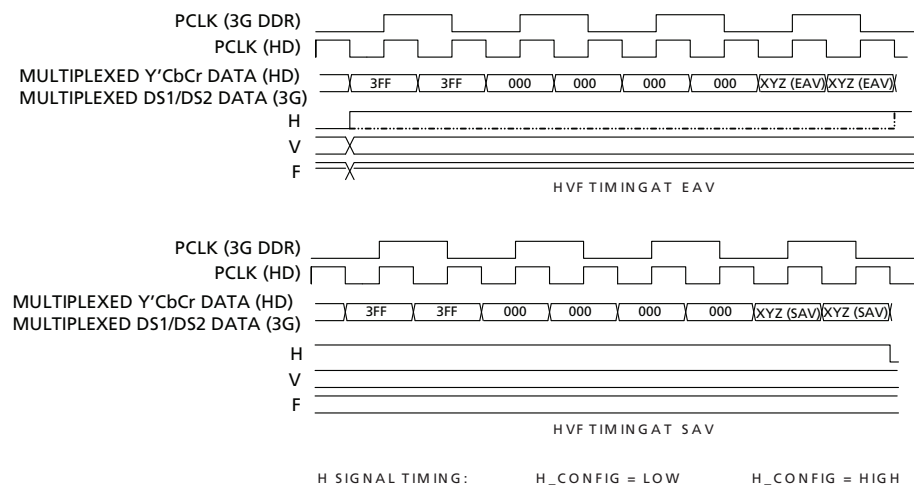 PCLK (3G DDR)
PCLK (HD)
MULTIPLEXED Y'CbCr DATA (HD)
MULTIPLEXED DS1/DS2 DATA (3G)
3FF 3FF 000 000 000 000 XYZ (EAV) XYZ (EAV)
H
V
F
HVF TIMING AT EAV
PCLK (3G DDR)
PCLK (HD)
MULTIPLEXED Y'CbCr DATA (HD)
MULTIPLEXED DS1/DS2 DATA (3G)
3FF 3FF 000 000 000 000 XYZ (SAV) XYZ (SAV)
H
V
F
HVF TIMING AT SAV
H SIGNAL TIMING: H_CONFIG = LOW H_CONFIG = HIGH